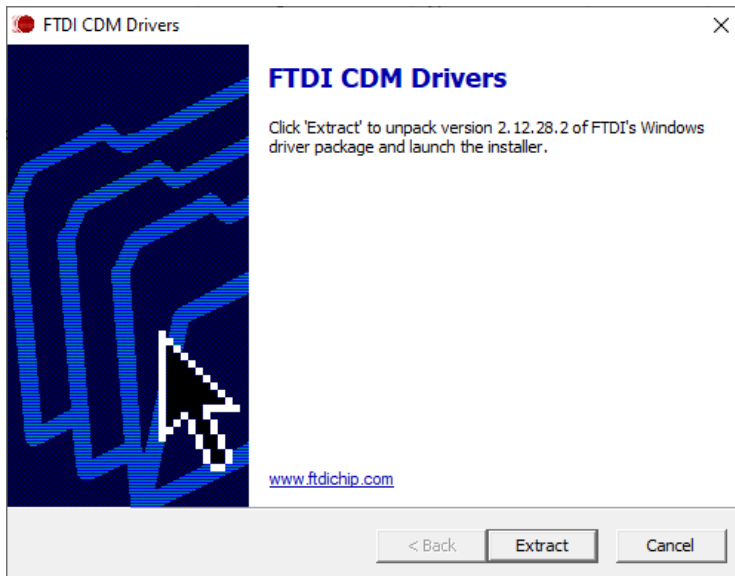 FTDI CDM Drivers
FTDI CDM Drivers
Click 'Extract' to unpack version 2.12.28.2 of FTDI's Windows
driver package and launch the installer.
www.ftdichip.com
< Back
Extract
Cancel